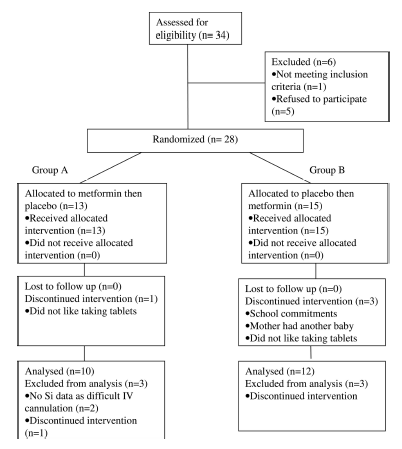 Assessed for
eligibility (n= 34)
Excluded (n=6)
•Not meeting inclusion
criteria (n=1)
•Refused to participate
(n=5)
Randomized (n= 28)
Group A
Group B
Allocated to metformin then
placebo (n=13)
•Received allocated
intervention (n=13)
•Did not receive allocated
intervention (n=0)
Allocated to placebo then
metformin (n=15)
•Received allocated
intervention (n=15)
•Did not receive allocated
intervention (n=0)
Lost to follow up (n=0)
Discontinued intervention (n=1)
•Did not like taking tablets
Lost to follow up (n=0)
Discontinued intervention (n=3)
•School commitments
•Mother had another baby
•Did not like taking tablets
Analysed (n=10)
Excluded from analysis (n=3)
•No Si data as difficult IV
cannulation (n=2)
•Discontinued intervention
(n=1)
Analysed (n=12)
Excluded from analysis (n=3)
•Discontinued intervention